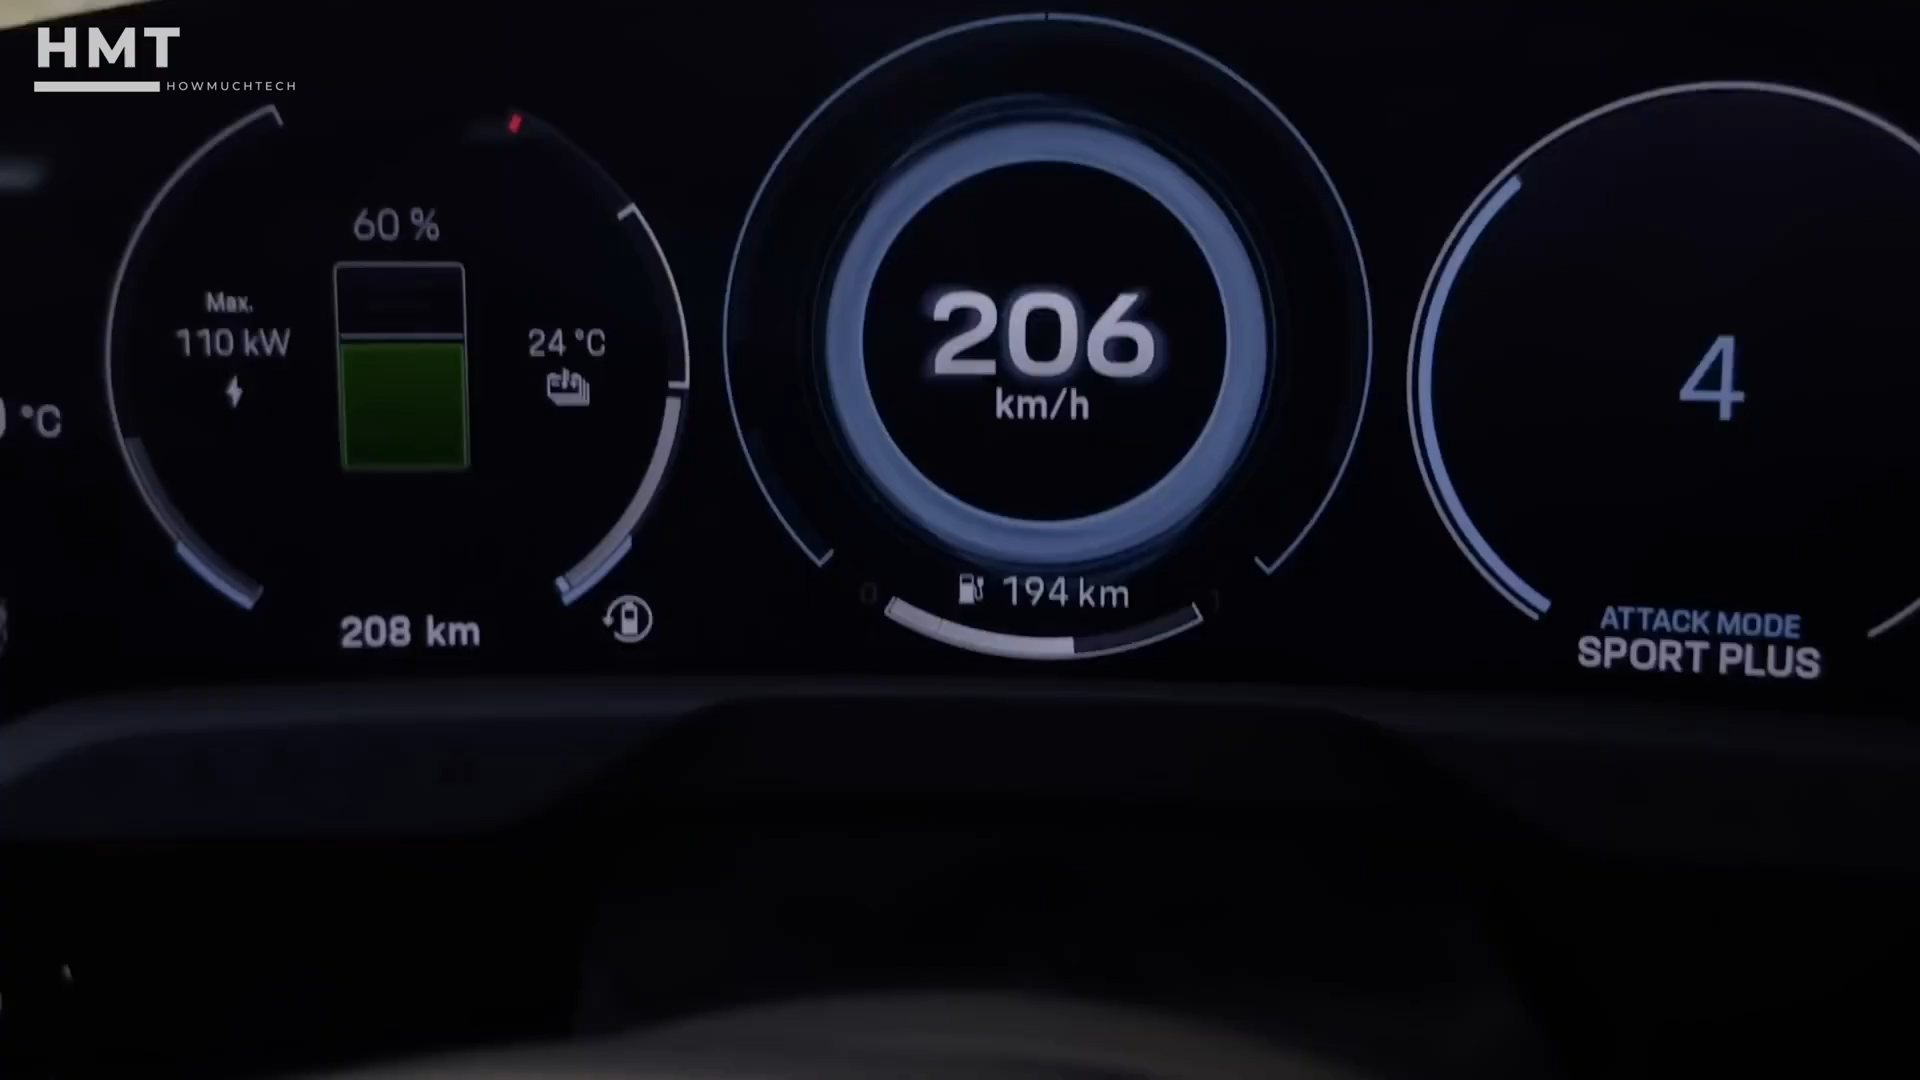 HMT
HOWMUCHTECH
60 %
Max.
110 kW
24 °C
°C
208 km
206
km/h
194 km
4
ATTACK MODE
SPORT PLUS